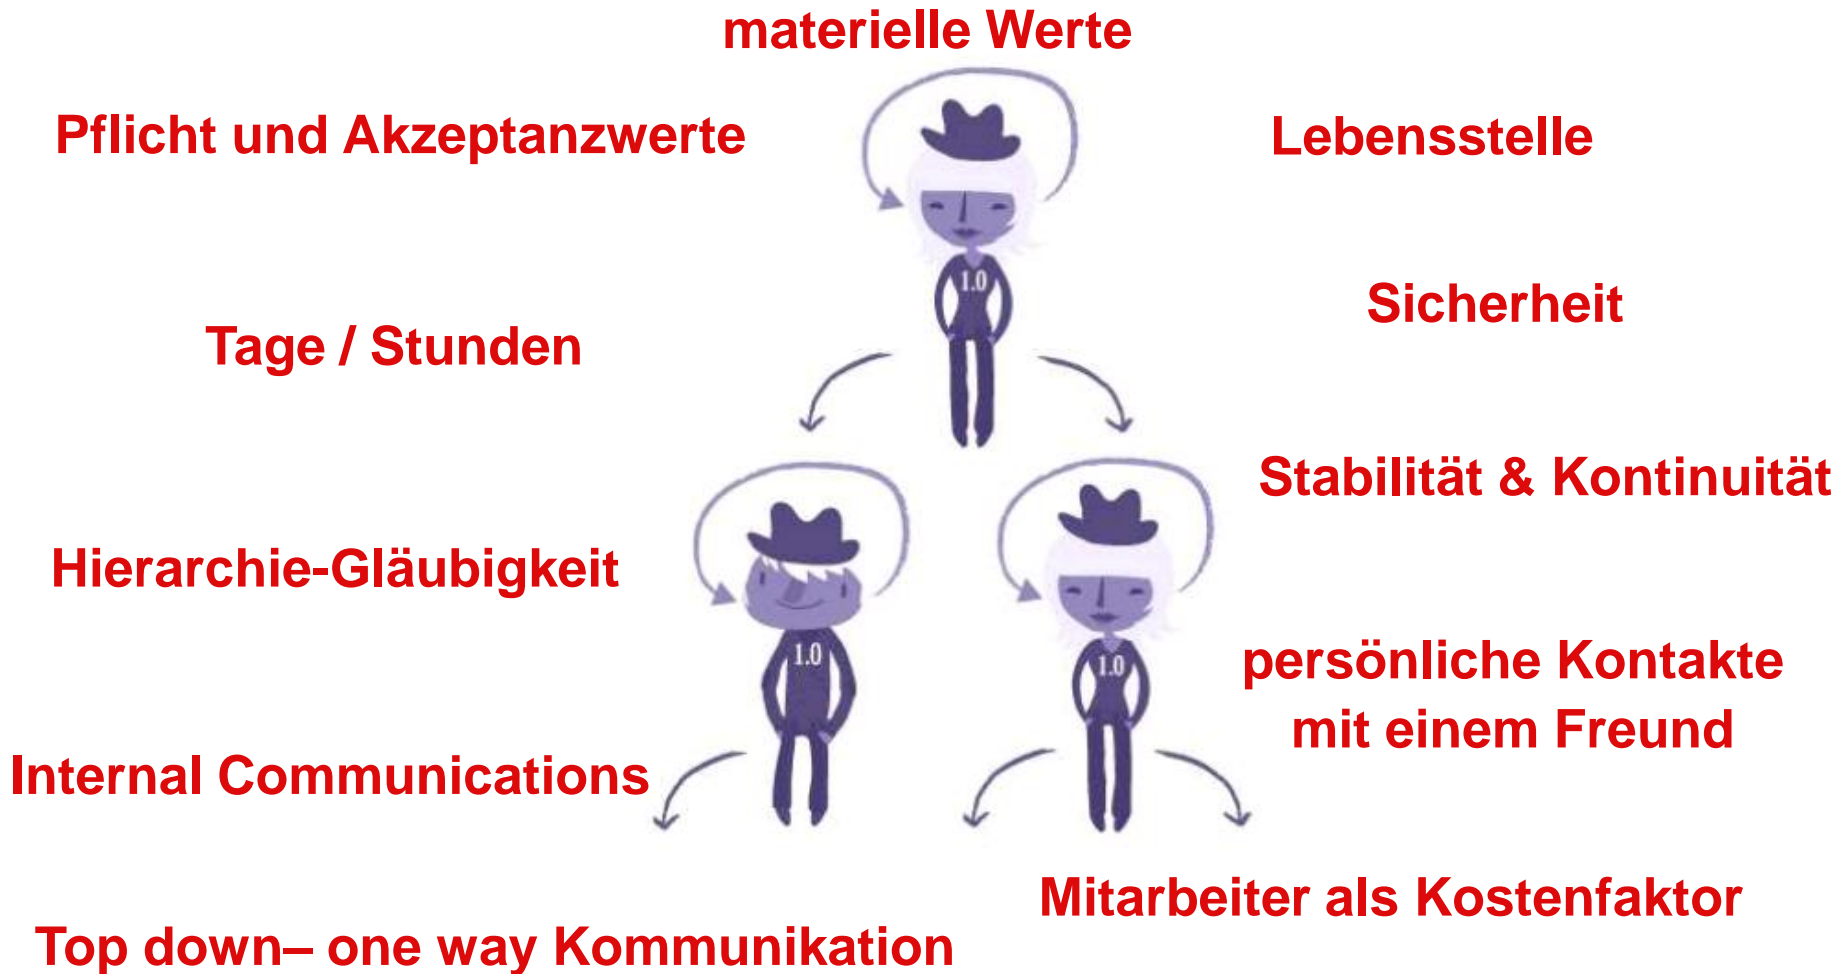 materielle Werte
Pflicht und Akzeptanzwerte
Lebensstelle
1.0
Sicherheit
Tage / Stunden
Stabilität & Kontinuität
Hierarchie-Gläubigkeit
1.0
1.0
persönliche Kontakte
mit einem Freund
Internal Communications
Mitarbeiter als Kostenfaktor
Top down– one way Kommunikation